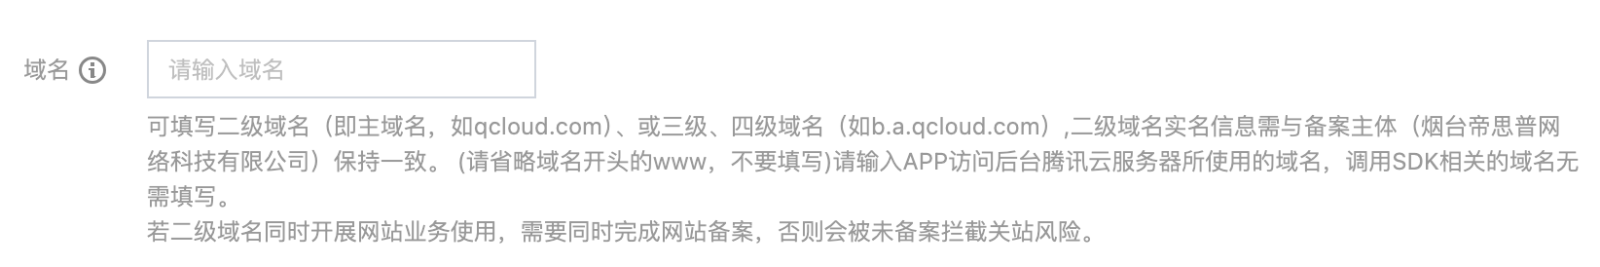 域名
请输入域名
可填写二级域名（即主域名，如qcloud.com）、或三级、四级域名（如b.a.qcloud.com）,二级域名实名信息需与备案主体（烟台帝思普网
络科技有限公司）保持一致。 (请省略域名开头的www，不要填写)请输入APP访问后台腾讯云服务器所使用的域名，调用SDK相关的域名无
需填写。
若二级域名同时开展网站业务使用，需要同时完成网站备案，否则会被未备案拦截关站风险。